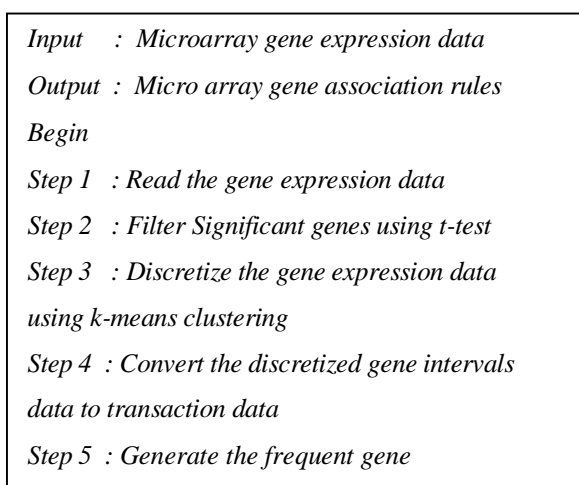 Input : Microarray gene expression data
Output : Micro array gene association rules
Begin
Step 1 : Read the gene expression data
Step 2 : Filter Significant genes using t-test
Step 3 : Discretize the gene expression data
using k-means clustering
Step 4 : Convert the discretized gene intervals
data to transaction data
Step 5 : Generate the frequent gene